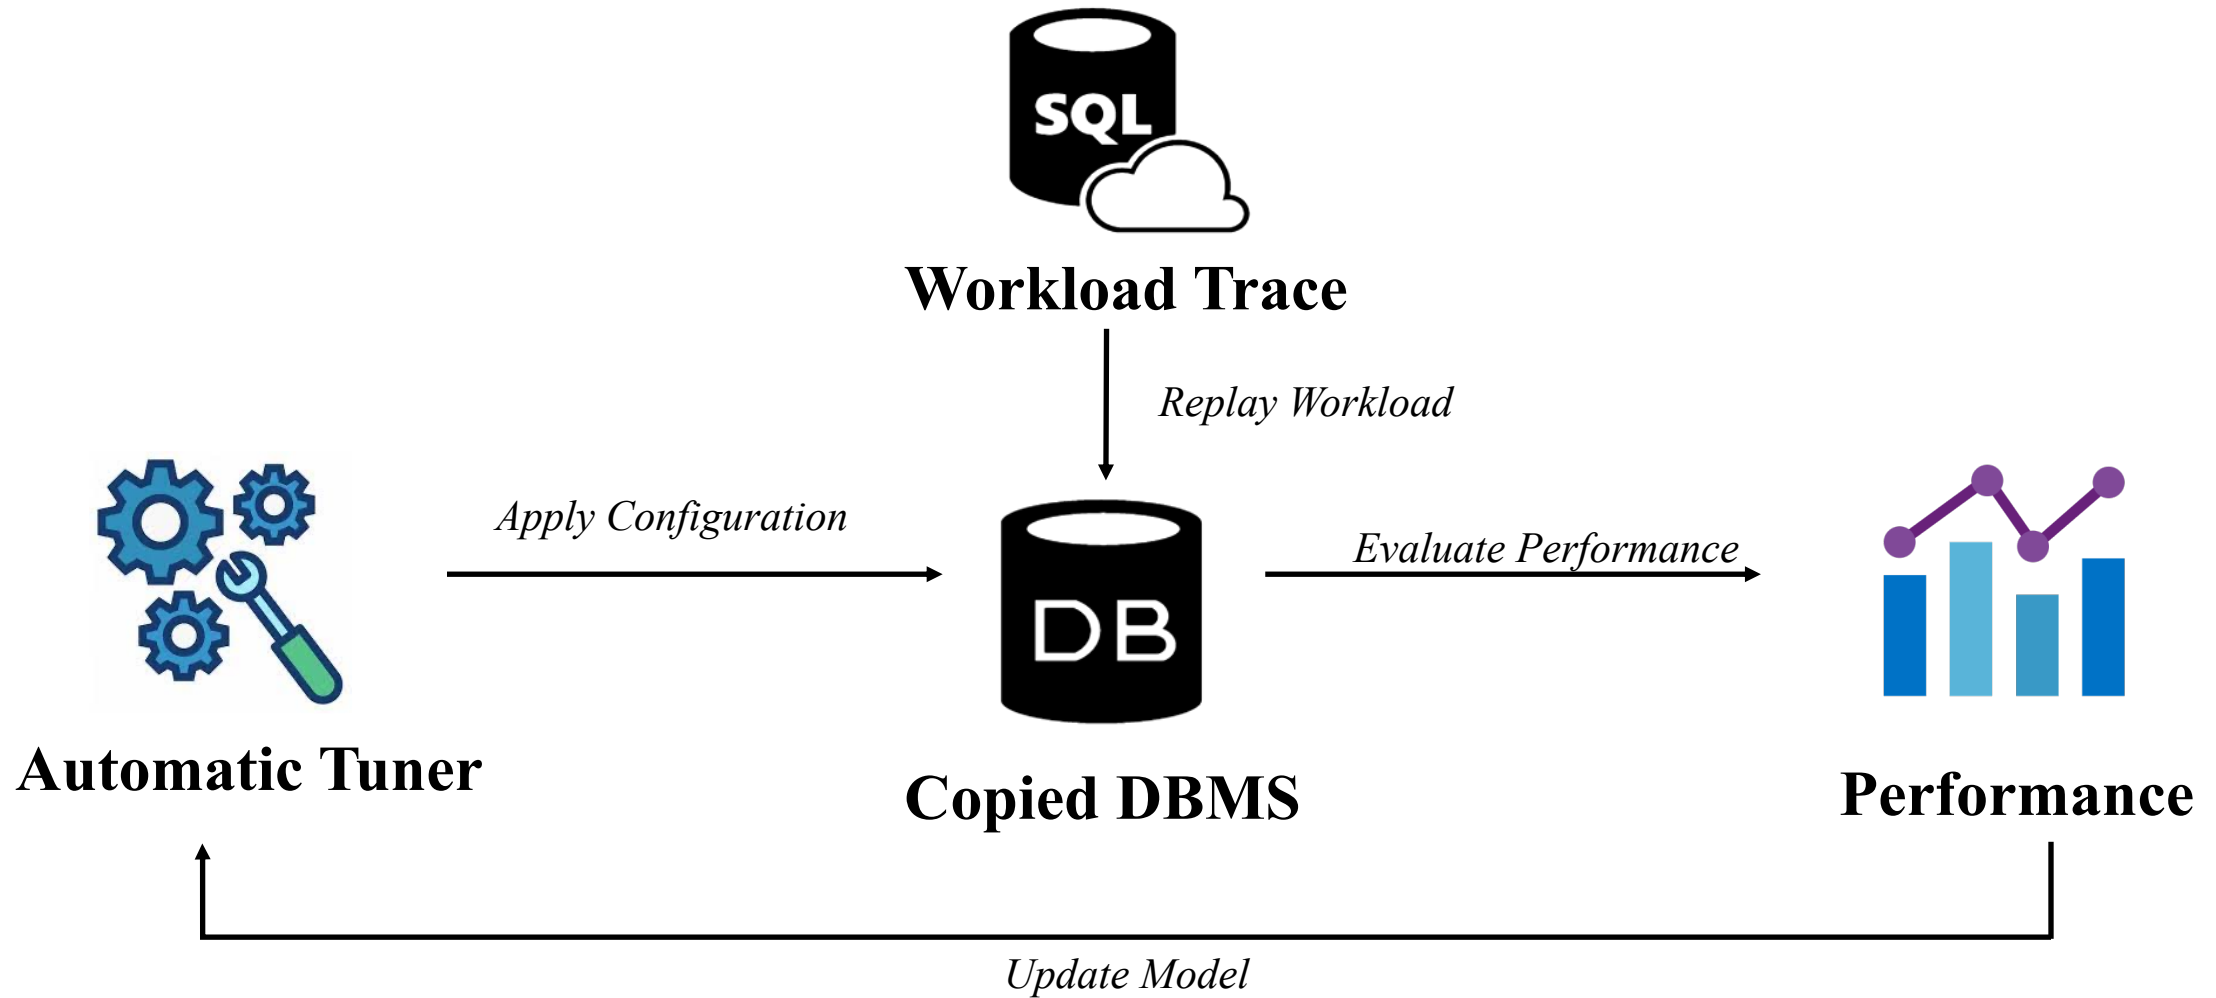 SQL
Workload Trace
Replay Workload
Apply Configuration
Evaluate Performance
DB
Automatic Tuner
Copied DBMS
Performance
Update Model